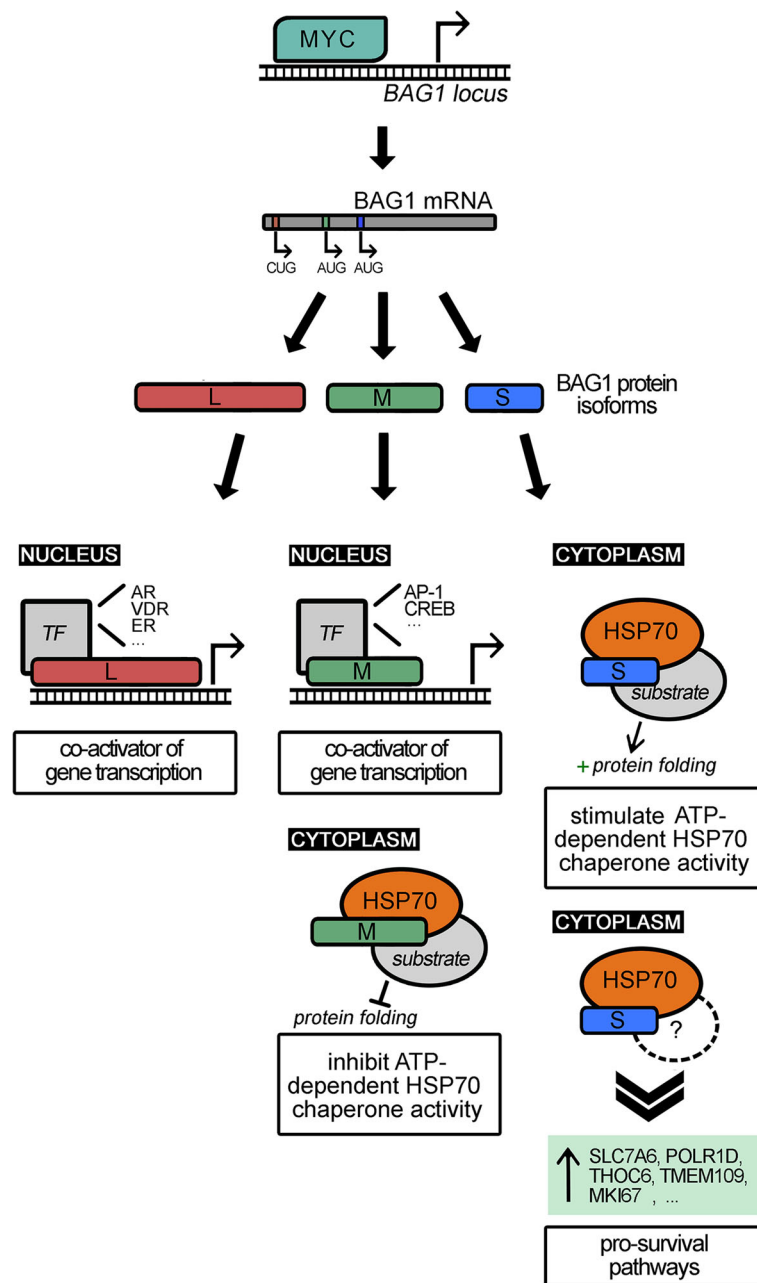 MYC
BAG1 locus
BAG1 mRNA
CUG
AUG
AUG
L
M
S
BAG1 protein
isoforms
NUCLEUS
TF
AR
VDR
ER
...
L
co-activator of
gene transcription
NUCLEUS
TF
AP-1
CREB
...
M
co-activator of
gene transcription
CYTOPLASM
HSP70
M
substrate
protein folding
inhibit ATP-
dependent HSP70
chaperone activity
CYTOPLASM
HSP70
S
substrate
+ protein folding
stimulate ATP-
dependent HSP70
chaperone activity
CYTOPLASM
HSP70
S
?
SLC7A6, POLR1D,
THOC6, TMEM109,
MKI67 , ...
pro-survival
pathways